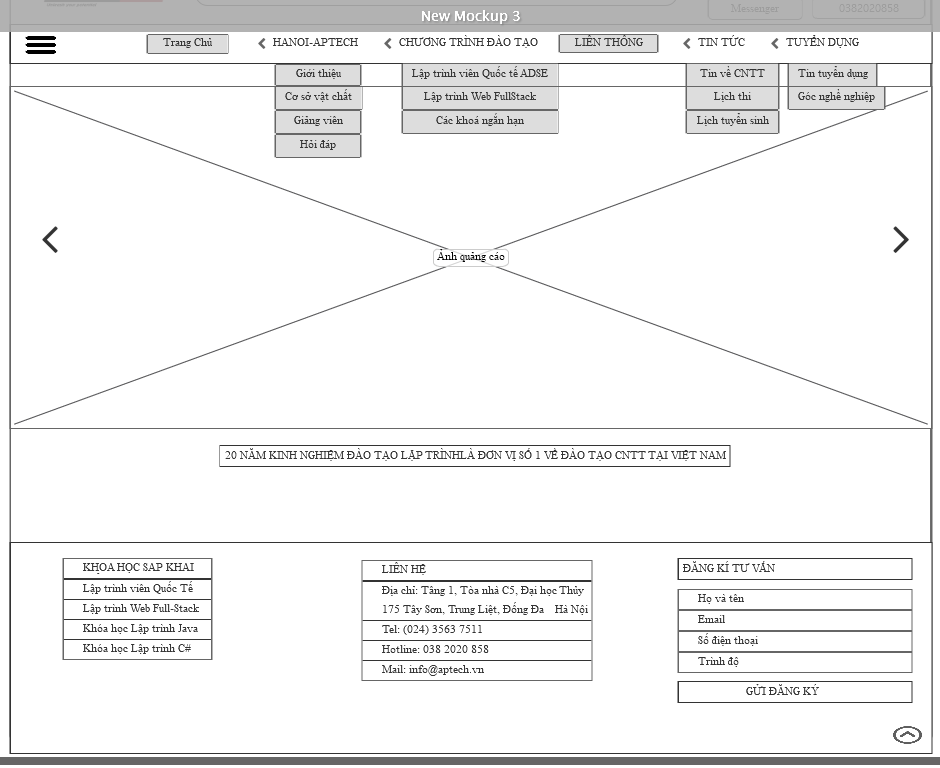 Messenger
0382020858
New Mockup 3
Trang Chủ
HANOI-APTECH
CHƯƠNG TRÌNH ĐÀO TẠO
LIÊN THÔNG
TIN TỨC
TUYỂN DỤNG
Giới thiệu
Lập trình viên Quốc tế ADSE
Tin về CNTT
Tin tuyển dụng
Cơ sở vật chất
Lập trình Web FullStack
Lịch thi
Góc nghề nghiệp
Giảng viên
Các khoá ngắn hạn
Lịch tuyển sinh
Hỏi đáp
Ảnh quảng cáo
20 NĂM KINH NGHIỆM ĐÀO TẠO LẬP TRÌNHLÀ ĐƠN VỊ SỐ 1 VỀ ĐÀO TẠO CNTT TẠI VIỆT NAM
KHỌA HỌC SAP KHAI
Lập trình viên Quốc Tế
Lập trình Web Full-Stack
Khóa học Lập trình Java
Khóa học Lập trình C#
LIÊN HỆ
Địa chỉ: Tầng 1, Tòa nhà C5, Đại học Thủy
175 Tây Sơn, Trung Liệt, Đống Đa Hà Nội
Tel: (024) 3563 7511
Hotline: 038 2020 858
Mail: info@aptech.vn
ĐĂNG KÍ TƯ VẤN
Họ và tên
Email
Số điện thoại
Trình độ
GỬI ĐĂNG KÝ